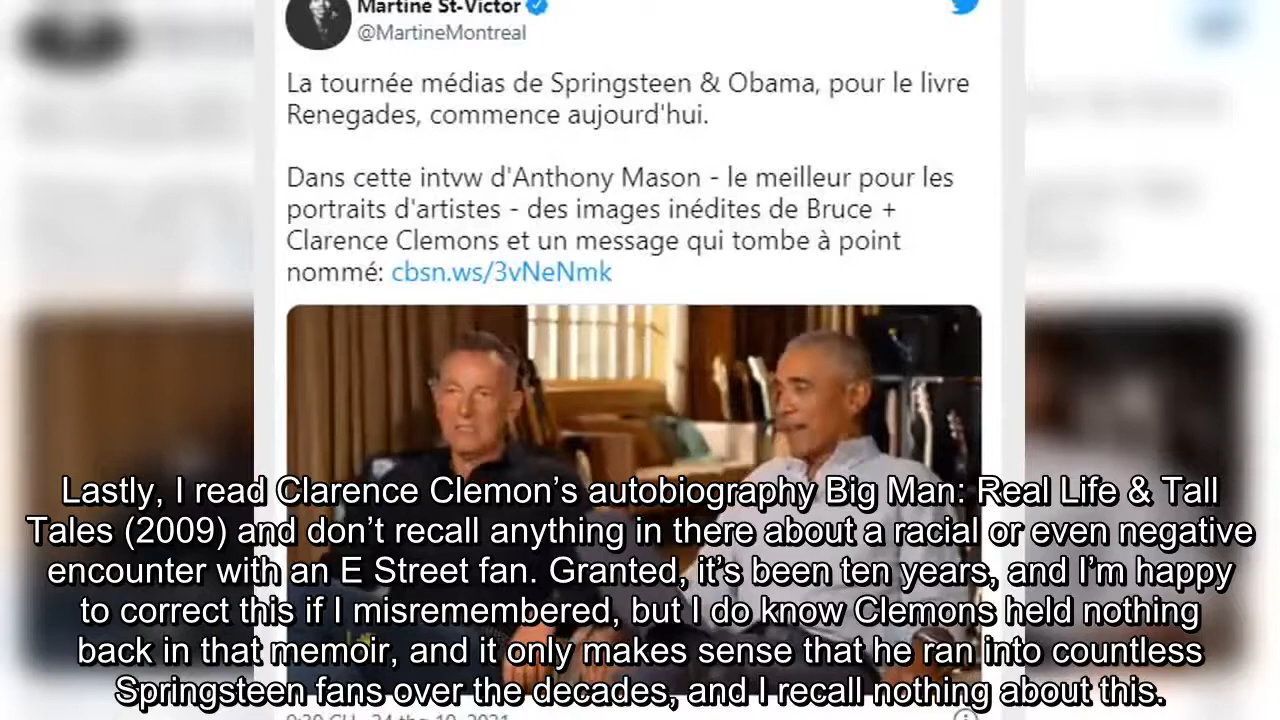 Martine St-Victor
@MartineMontreal
La tournée médias de Springsteen & Obama, pour le livre
Renegades, commence aujourd'hui.
Dans cette intvw d'Anthony Mason - le meilleur pour les
portraits d'artistes - des images inédites de Bruce +
Clarence Clemons et un message qui tombe à point
nommé: cbsn.ws/3vNeNmk
Lastly, I read Clarence Clemon’s autobiography Big Man: Real Life & Tall
Tales (2009) and don’t recall anything in there about a racial or even negative
encounter with an E Street fan. Granted, it’s been ten years, and I’m happy
to correct this if I misremembered, but I do know Clemons held nothing
back in that memoir, and it only makes sense that he ran into countless
Springsteen fans over the decades, and I recall nothing about this.